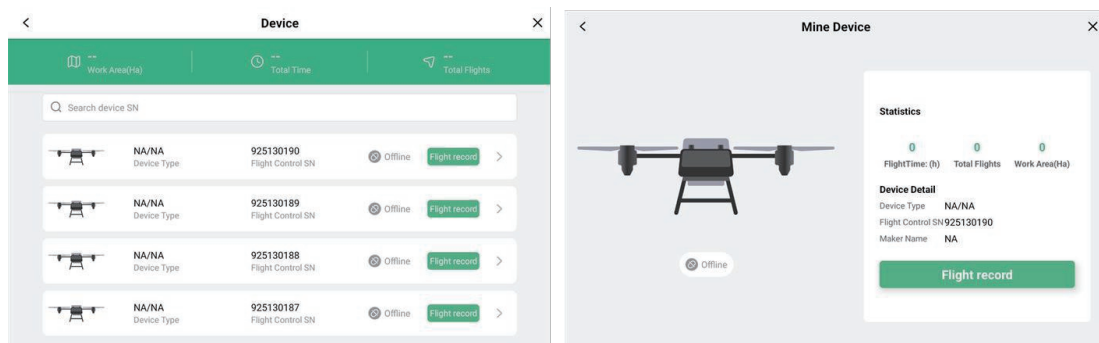 Device
--
Work Area(Ha)
--
Total Time
--
Total Flights
Search device SN
NA/NA
Device Type
925130190
Flight Control SN
Offline
Flight record
NA/NA
Device Type
925130189
Flight Control SN
Offline
Flight record
NA/NA
Device Type
925130188
Flight Control SN
Offline
Flight record
NA/NA
Device Type
925130187
Flight Control SN
Offline
Flight record
Mine Device
Offline
Statistics
0 0 0
FlightTime: (h) Total Flights Work Area(Ha)
Device Detail
Device Type NA/NA
Flight Control SN 925130190
Maker Name NA
Flight record